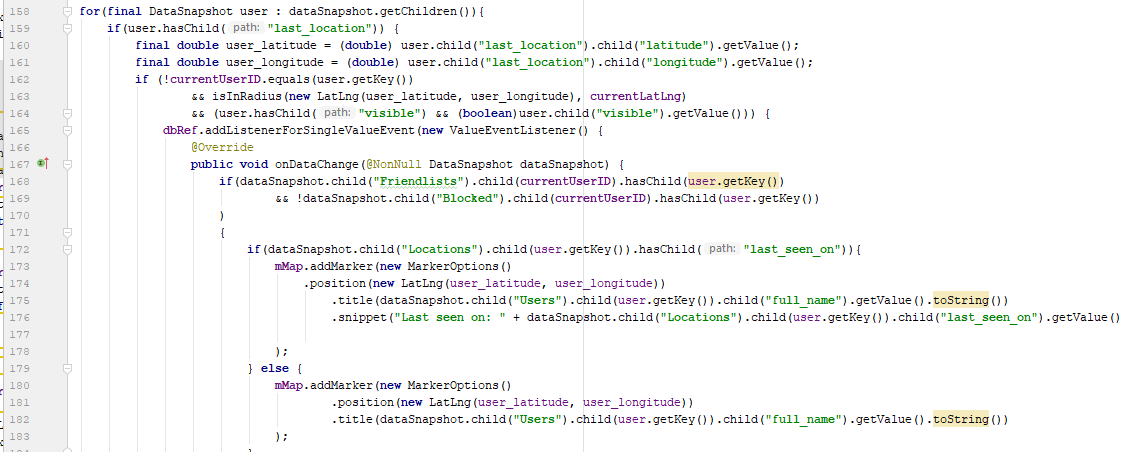 158 for(final DataSnapshot user : dataSnapshot.getChildren()){
159 if(user.hasChild( path: "last_location")) {
160 final double user_latitude = (double) user.child("last_location").child("latitude").getValue();
161 final double user_longitude = (double) user.child("last_location").child("longitude").getValue();
162 if (!currentUserID.equals(user.getKey())
163 && isInRadius(new LatLng(user_latitude, user_longitude), currentLatLng)
164 && (user.hasChild( path: "visible") && (boolean)user.child("visible").getValue())) {
165 dbRef.addListenerForSingleValueEvent(new ValueEventListener() {
166 @Override
167 public void onDataChange(@NonNull DataSnapshot dataSnapshot) {
168 if(dataSnapshot.child("Friendlists").child(currentUserID).hasChild(user.getKey())
169 && !dataSnapshot.child("Blocked").child(currentUserID).hasChild(user.getKey())
170 )
171 {
172 if(dataSnapshot.child("Locations").child(user.getKey()).hasChild( path: "last_seen_on")){
173 mMap.addMarker(new MarkerOptions()
174 .position(new LatLng(user_latitude, user_longitude))
175 .title(dataSnapshot.child("Users").child(user.getKey()).child("full_name").getValue().toString())
176 .snippet("Last seen on: " + dataSnapshot.child("Locations").child(user.getKey()).child("last_seen_on").getValue()
177
178 );
179 } else {
180 mMap.addMarker(new MarkerOptions()
181 .position(new LatLng(user_latitude, user_longitude))
182 .title(dataSnapshot.child("Users").child(user.getKey()).child("full_name").getValue().toString())
183 );